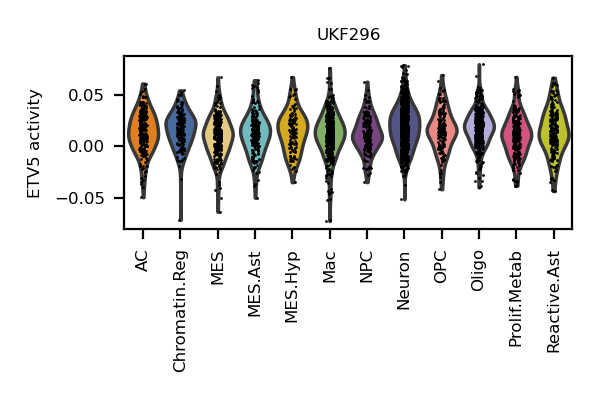 UKF296
ETV5 activity
0.05
0.00
−0.05
AC
Chromatin.Reg
MES
MES.Ast
MES.Hyp
Mac
NPC
Neuron
OPC
Oligo
Prolif.Metab
Reactive.Ast